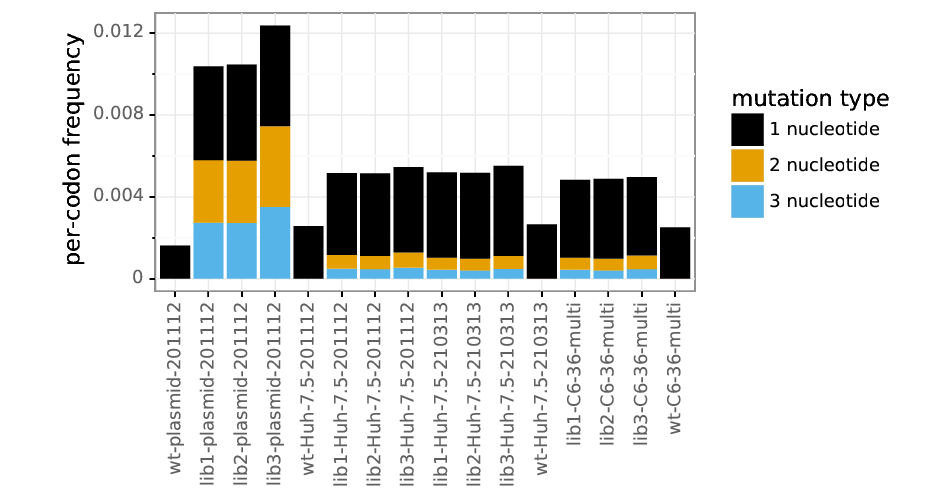 per-codon frequency
0.012
0.008
0.004
0
wt-plasmid-201112
lib1-plasmid-201112
lib2-plasmid-201112
lib3-plasmid-201112
wt-Huh-7.5-201112
lib1-Huh-7.5-201112
lib2-Huh-7.5-201112
lib3-Huh-7.5-201112
lib1-Huh-7.5-210313
lib2-Huh-7.5-210313
lib3-Huh-7.5-210313
wt-Huh-7.5-210313
lib1-C6-36-multi
lib2-C6-36-multi
lib3-C6-36-multi
wt-C6-36-multi
mutation type
1 nucleotide
2 nucleotide
3 nucleotide